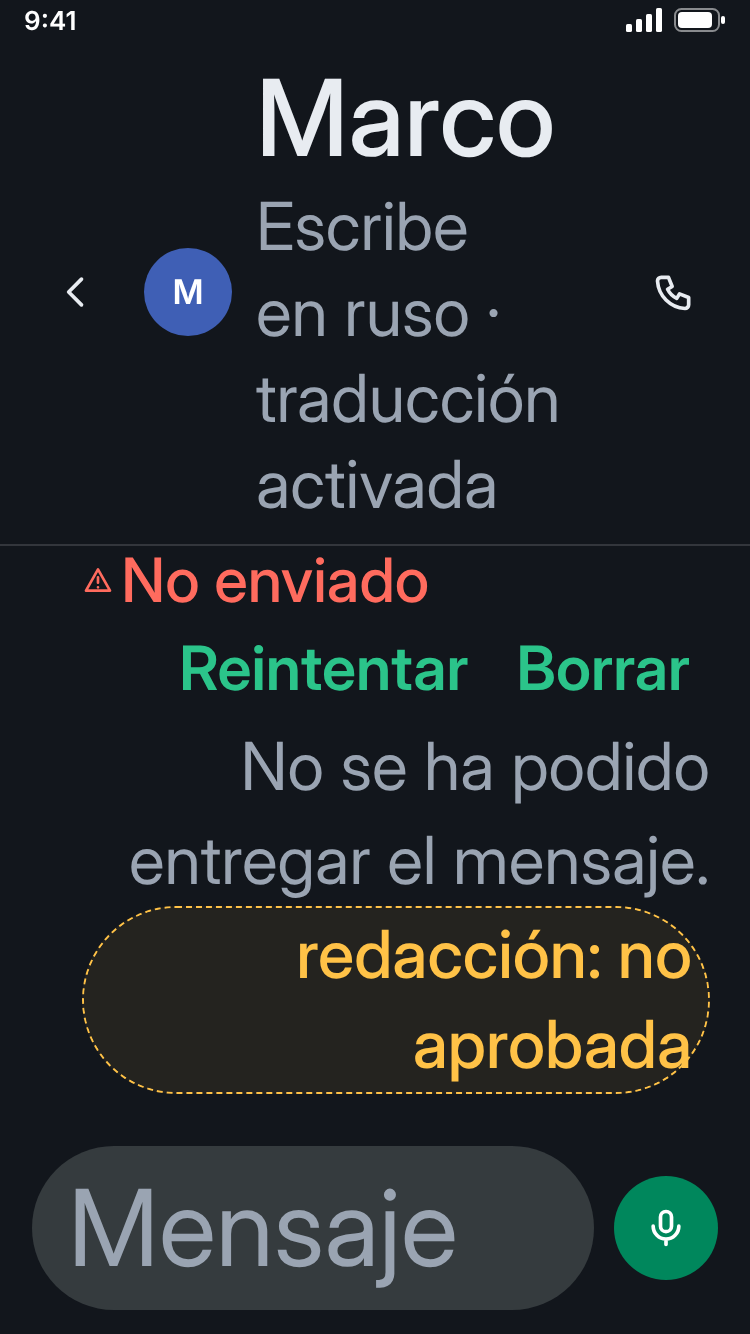 9:41
Marco
Escribe
en ruso ·
traducción
activada
M
No enviado
Reintentar Borrar
No se ha podido
entregar el mensaje.
redacción: no
aprobada
Mensaje